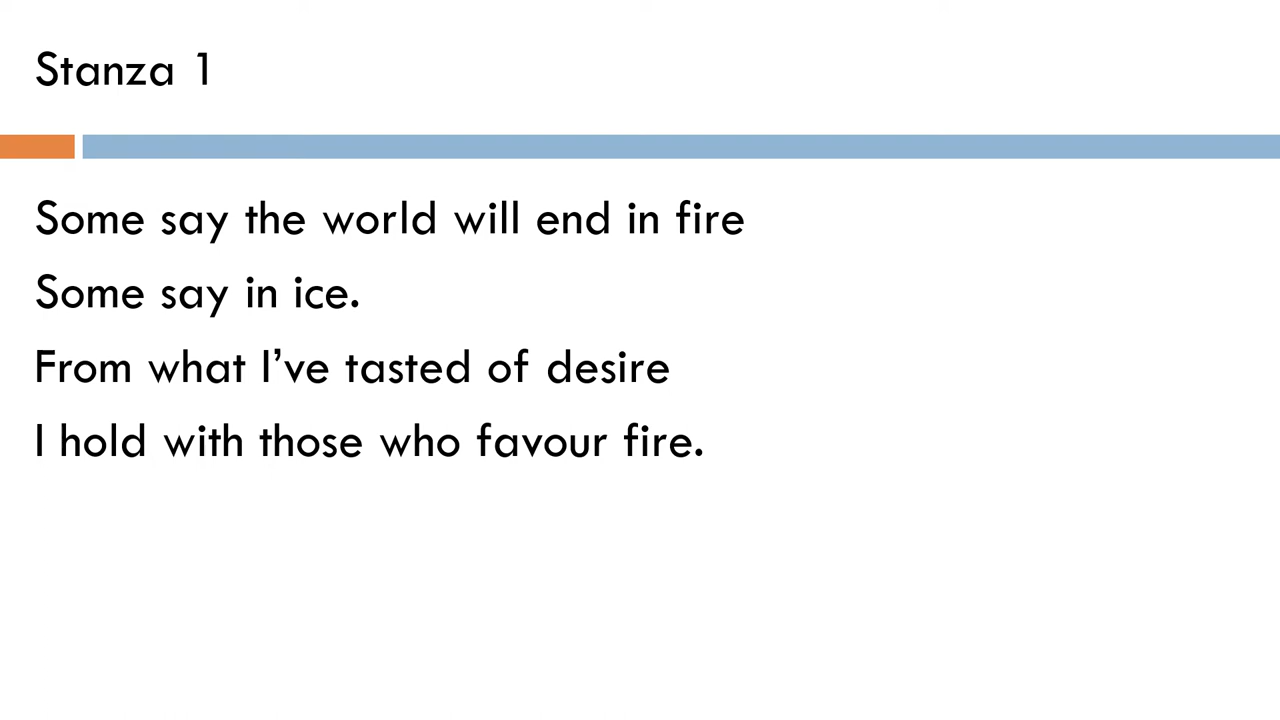 Stanza 1
Some say the world will end in fire
Some say in ice.
From what I’ve tasted of desire
I hold with those who favour fire.